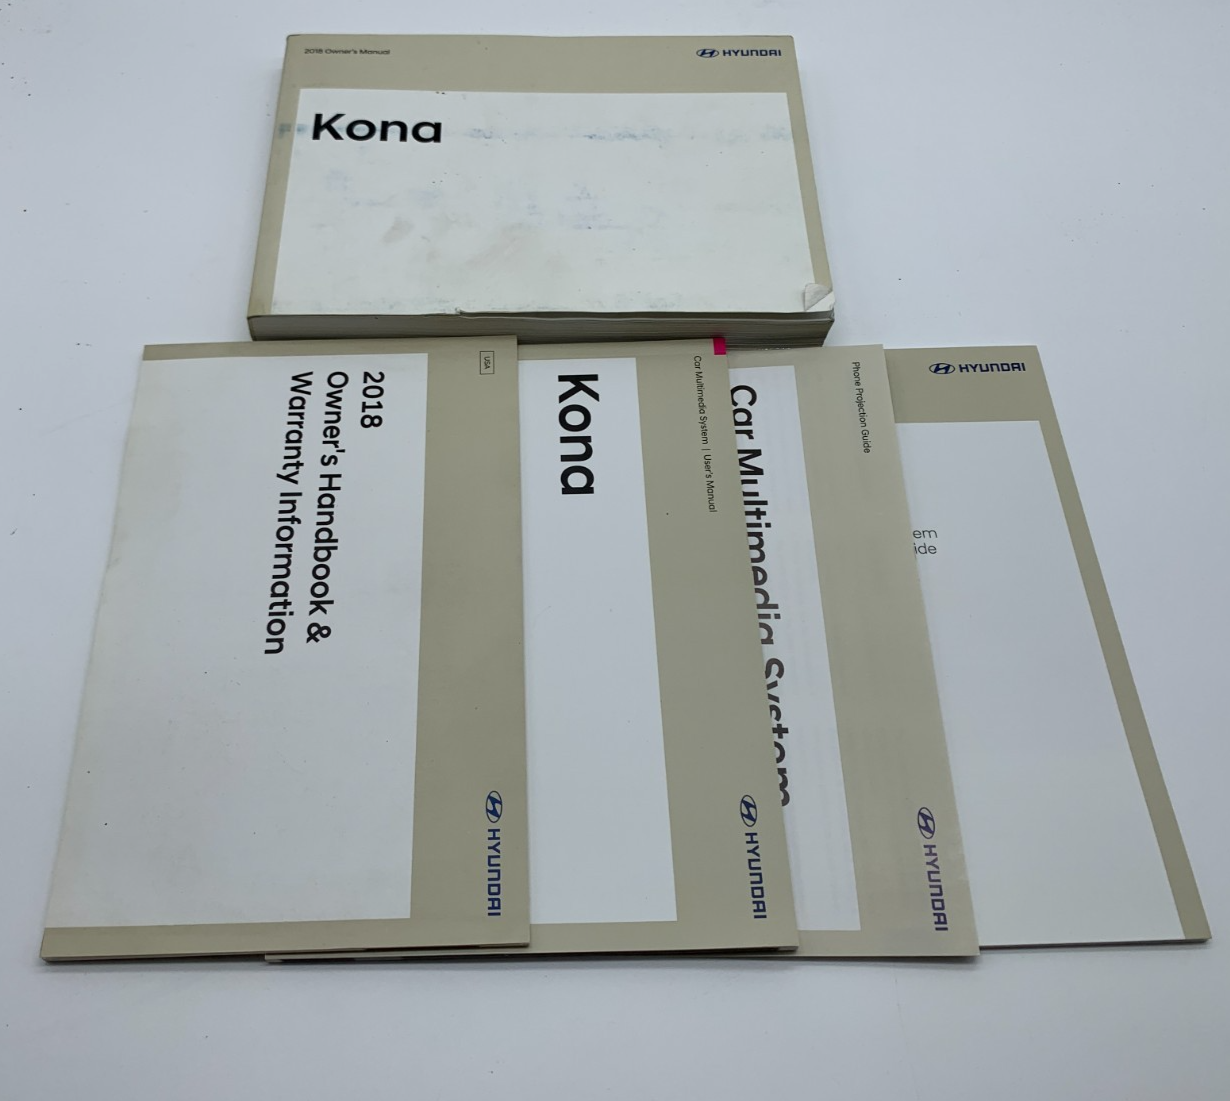 2018 Owner's Manual
HYUNDAI
Kona
USA
2018
Owner's Handbook &
Warranty Information
HYUNDAI
Car Multimedia System | User's Manual
Kona
HYUNDAI
Phone Projection Guide
Car Multimedia System
HYUNDAI
HYUNDAI
em
ide